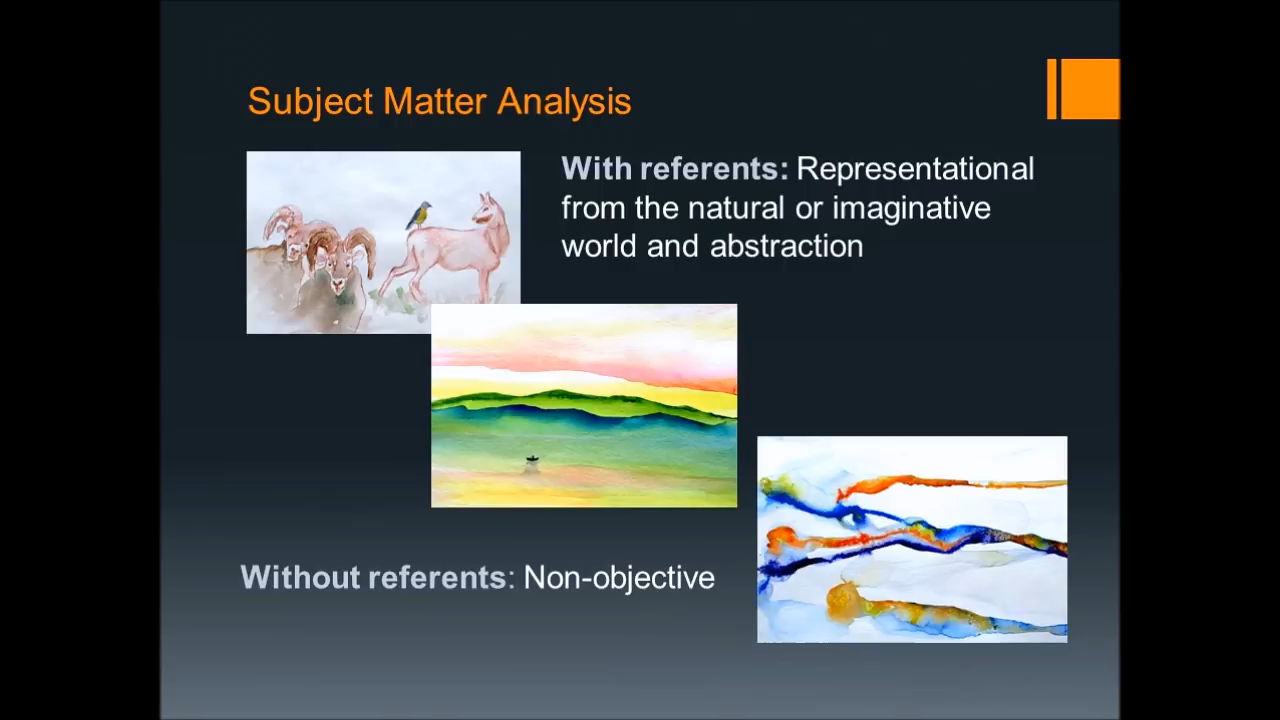 Subject Matter Analysis
With referents: Representational
from the natural or imaginative
world and abstraction
Without referents: Non-objective